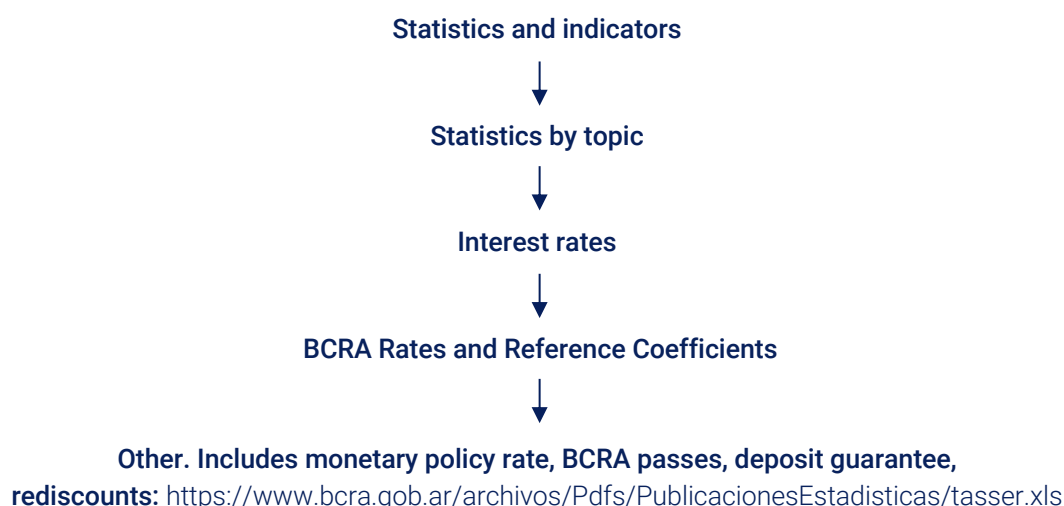 Statistics and indicators
Statistics by topic
Interest rates
BCRA Rates and Reference Coefficients
Other. Includes monetary policy rate, BCRA passes, deposit guarantee,
rediscounts: https://www.bcra.gob.ar/archivos/Pdfs/PublicacionesEstadisticas/tasser.xls